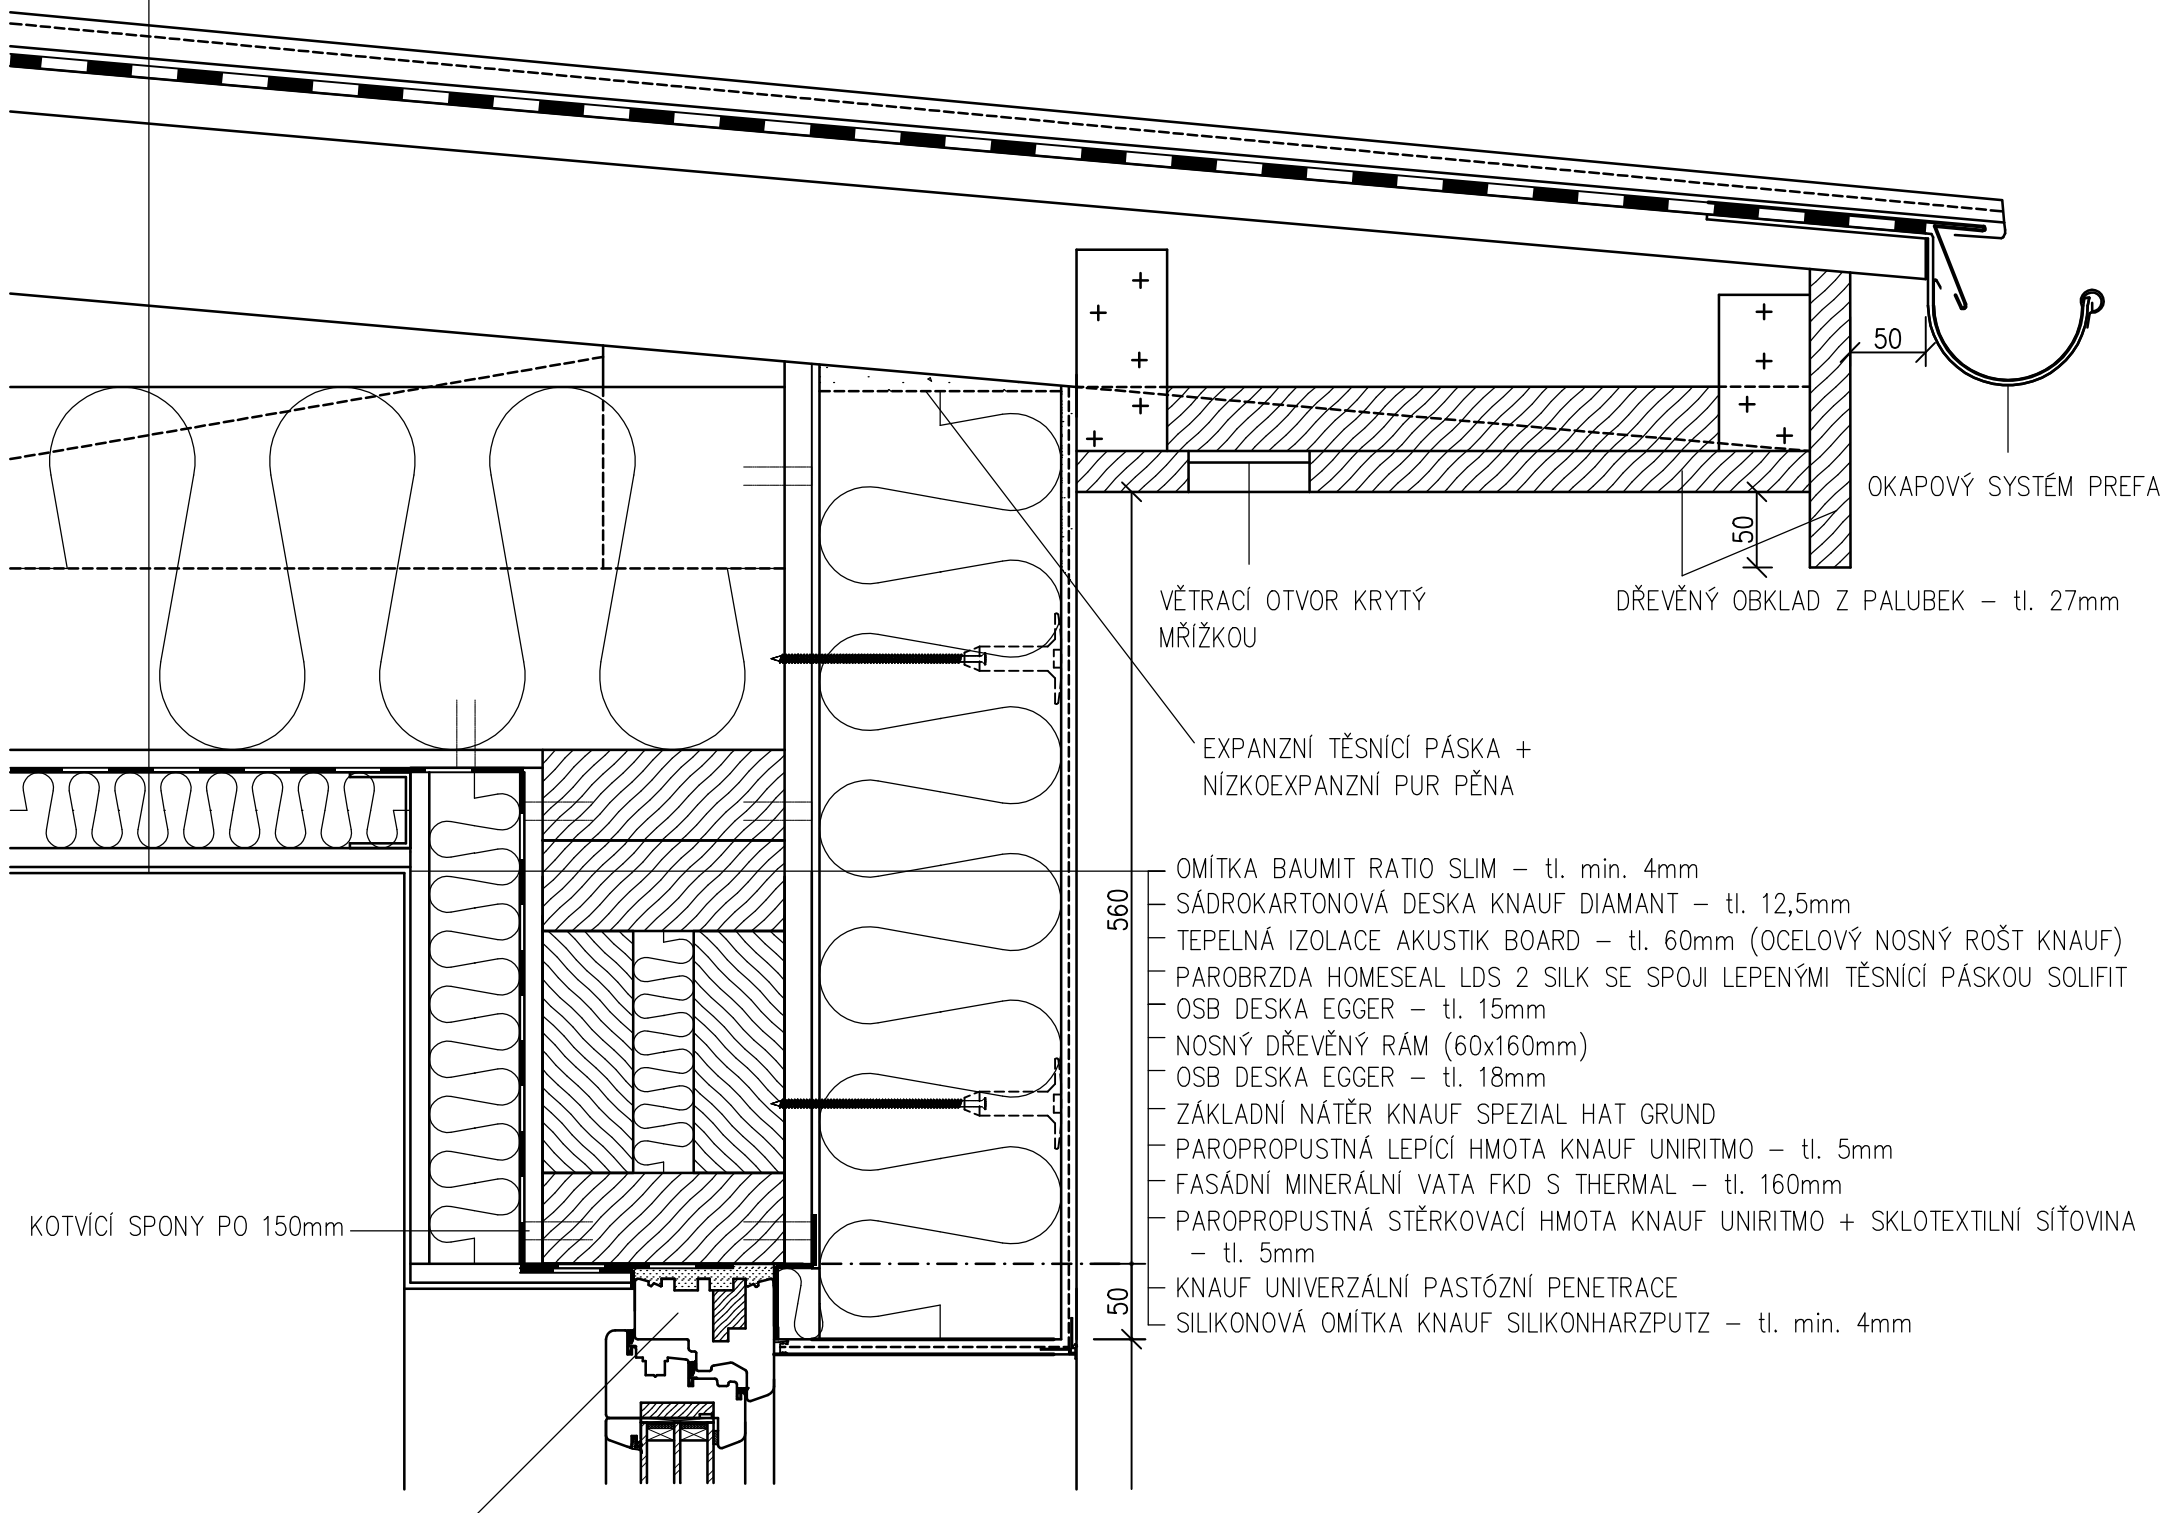 50
OKAPOVÝ SYSTÉM PREFA
50
VĚTRACÍ OTVOR KRYTÝ
MŘÍŽKOU
DŘEVĚNÝ OBKLAD Z PALUBEK – tl. 27mm
EXPANZNÍ TĚSNÍCÍ PÁSKA +
NÍZKOEXPANZNÍ PUR PĚNA
560
OMÍTKA BAUMIT RATIO SLIM – tl. min. 4mm
SÁDROKARTONOVÁ DESKA KNAUF DIAMANT – tl. 12,5mm
TEPELNÁ IZOLACE AKUSTIK BOARD – tl. 60mm (OCELOVÝ NOSNÝ ROŠT KNAUF)
PAROBRZDA HOMESEAL LDS 2 SILK SE SPOJI LEPENÝMI TĚSNÍCÍ PÁSKOU SOLIFIT
OSB DESKA EGGER – tl. 15mm
NOSNÝ DŘEVĚNÝ RÁM (60x160mm)
OSB DESKA EGGER – tl. 18mm
ZÁKLADNÍ NÁTĚR KNAUF SPEZIAL HAT GRUND
PAROPROPUSTNÁ LEPÍCÍ HMOTA KNAUF UNIRITMO – tl. 5mm
FASÁDNÍ MINERÁLNÍ VATA FKD S THERMAL – tl. 160mm
PAROPROPUSTNÁ STĚRKOVACÍ HMOTA KNAUF UNIRITMO + SKLOTEXTILNÍ SÍŤOVINA
– tl. 5mm
KNAUF UNIVERZÁLNÍ PASTÓZNÍ PENETRACE
SILIKONOVÁ OMÍTKA KNAUF SILIKONHARZPUTZ – tl. min. 4mm
KOTVÍCÍ SPONY PO 150mm
50